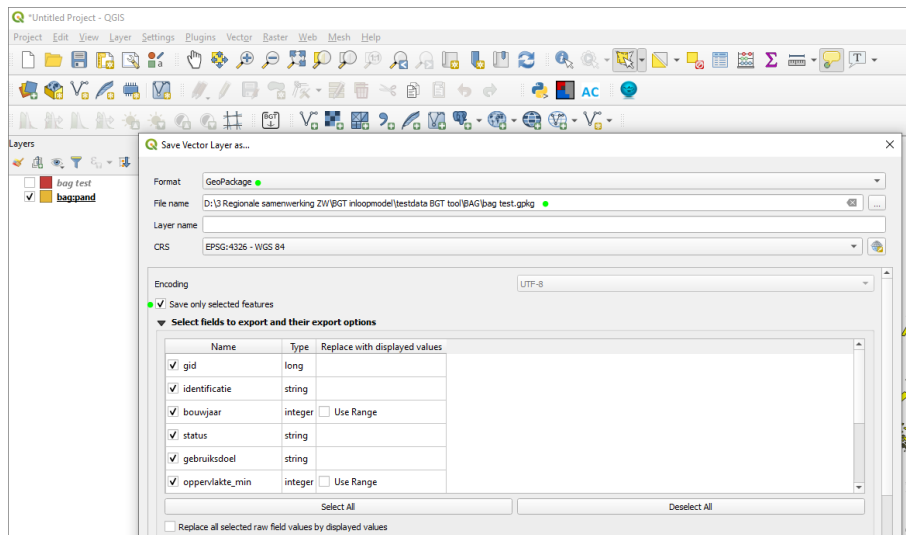 *Untitled Project - QGIS
Project Edit View Layer Settings Plugins Vector Raster Web Mesh Help
AC
BGT
Layers
Save Vector Layer as...
bag test
bag:pand
Format GeoPackage
File name D:\3 Regionale samenwerking ZW\BGT inloopmodel\testdata BGT tool\BAG\bag test.gpkg ...
Layer name
CRS EPSG:4326 - WGS 84
Encoding UTF-8
Save only selected features
Select fields to export and their export options
Name Type Replace with displayed values
gid long
identificatie string
bouwjaar integer Use Range
status string
gebruiksdoel string
oppervlakte_min integer Use Range
Select All Deselect All
Replace all selected raw field values by displayed values